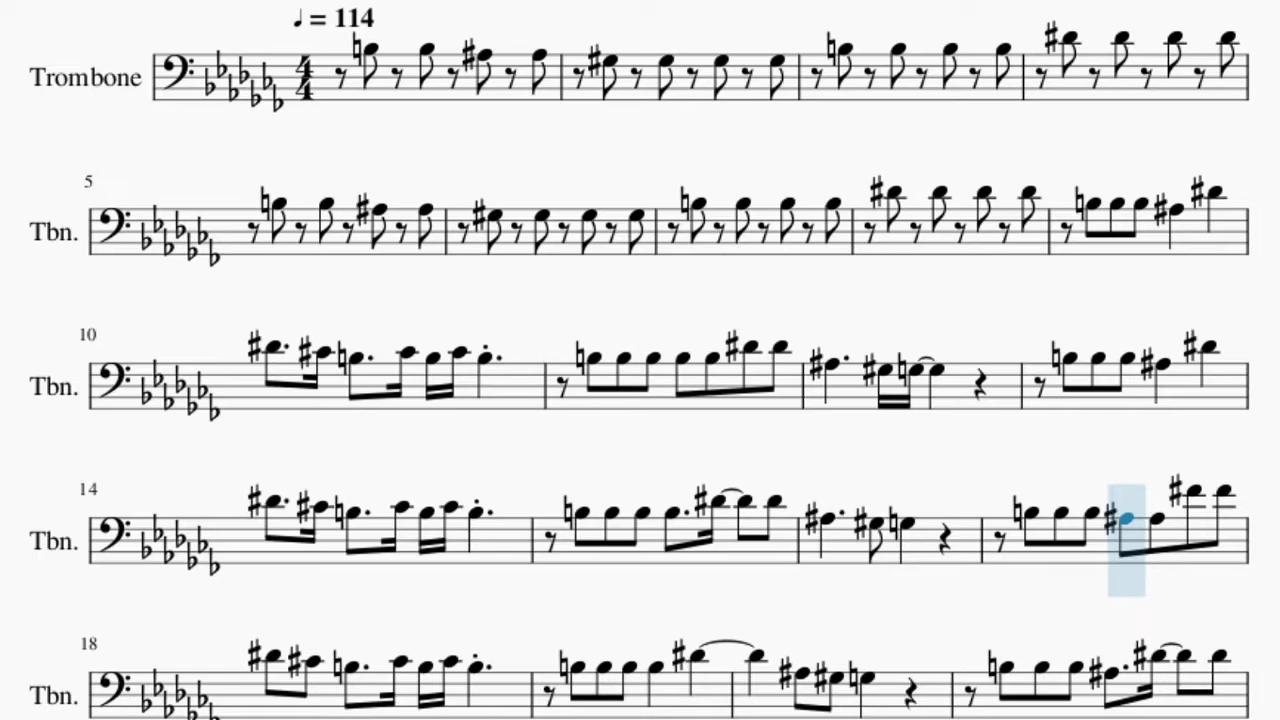 ♩ = 114
Trombone
4
4
5
Tbn.
10
Tbn.
14
Tbn.
18
Tbn.